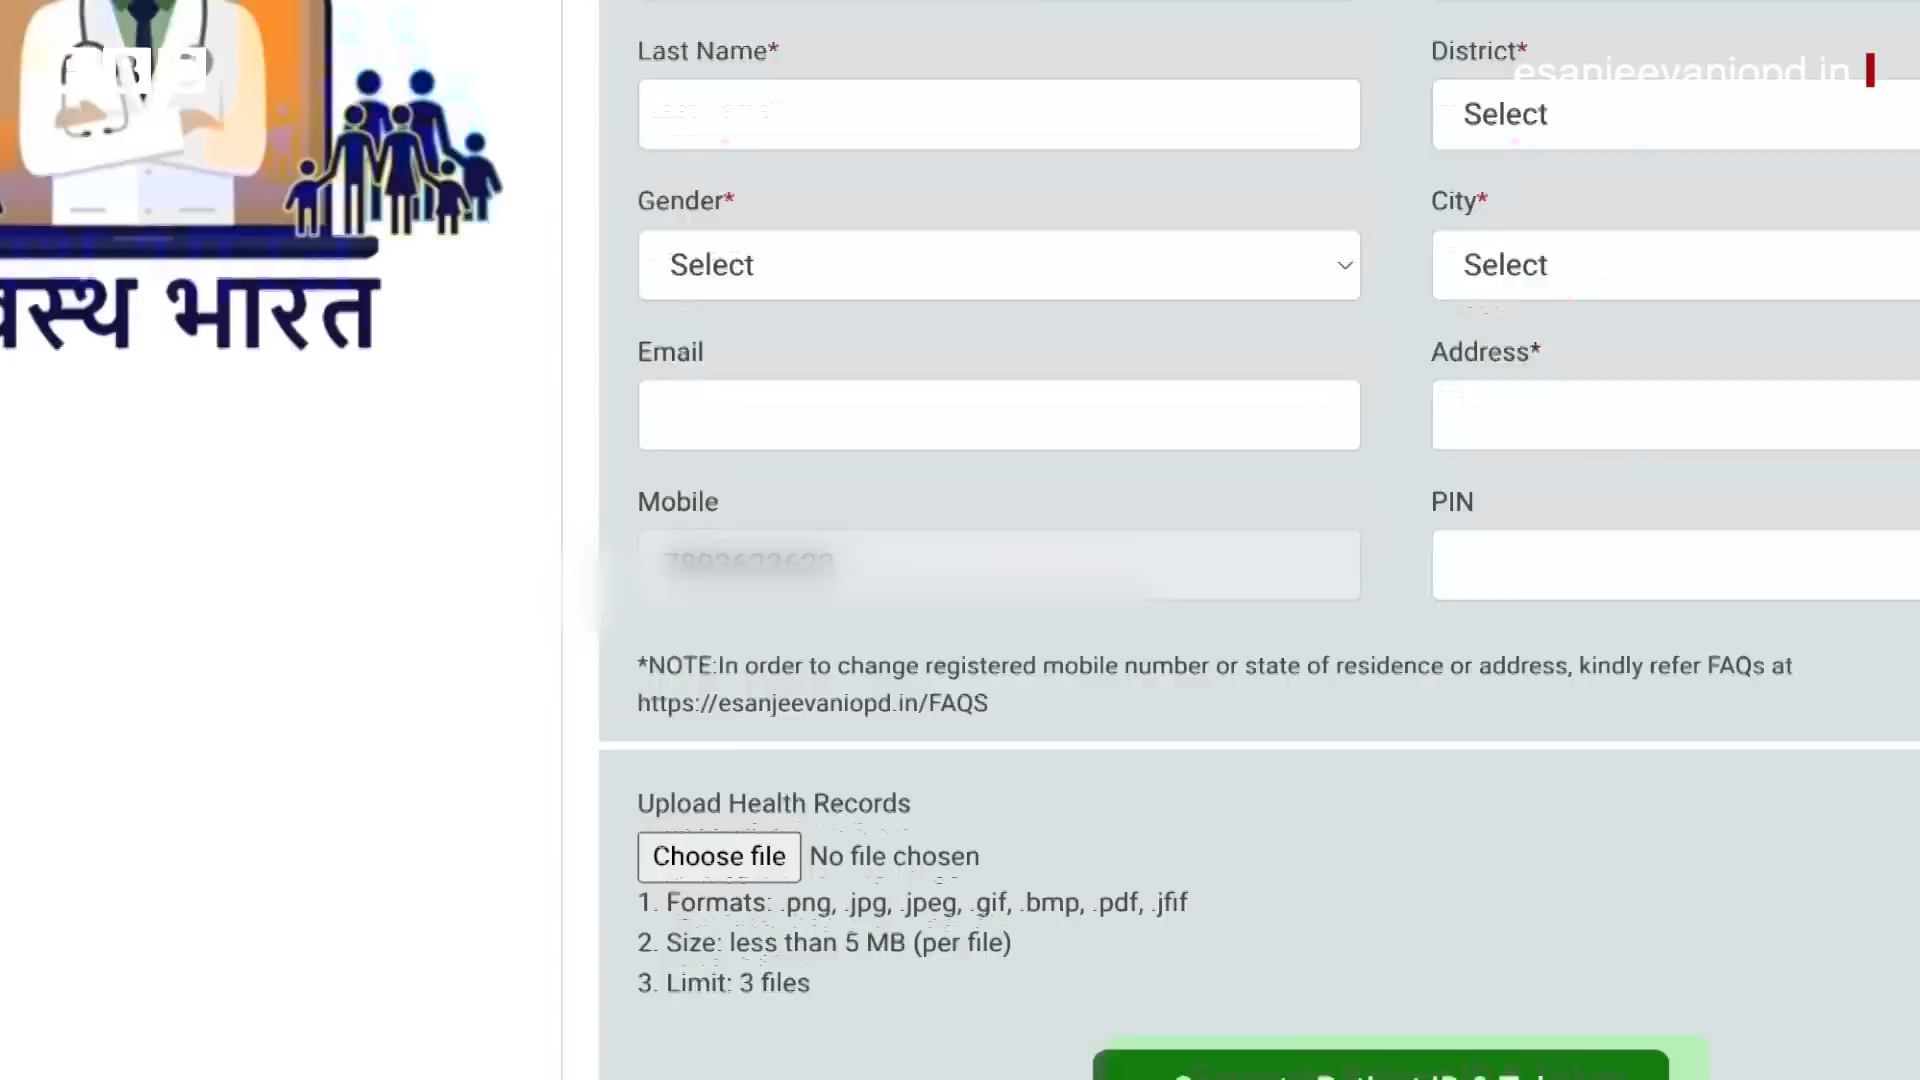 BBC
esanjeevaniopd.in
स्वस्थ भारत
Last Name*
District*
Select
Gender*
City*
Select
Select
Email
Address*
Mobile
PIN
*NOTE:In order to change registered mobile number or state of residence or address, kindly refer FAQs at
https://esanjeevaniopd.in/FAQS
Upload Health Records
Choose file No file chosen
1. Formats: .png, .jpg, .jpeg, .gif, .bmp, .pdf, .jfif
2. Size: less than 5 MB (per file)
3. Limit: 3 files